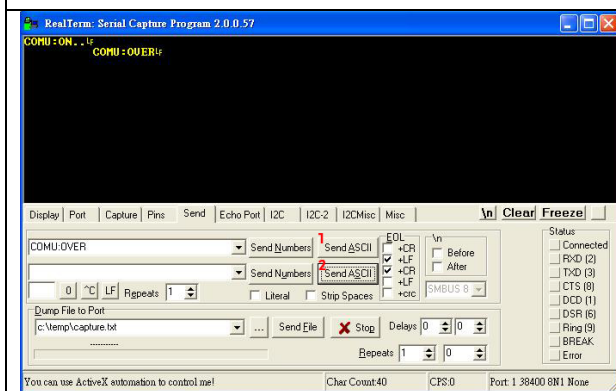 RealTerm: Serial Capture Program 2.0.0.57
COMU:ON..LF
COMU:OVERLF
Display Port Capture Pins Send Echo Port I2C I2C-2 I2CMisc Misc \n Clear Freeze
COMU:OVER Send Numbers 1 Send ASCII
2 Send Numbers Send ASCII
0 ^C LF Repeats 1 Literal Strip Spaces
EOL
+CR
+LF
+CR
+LF
+crc
\n
Before
After
SMBUS 8
Dump File to Port
c:\temp\capture.txt ... Send File Stop Delays 0 0
Repeats 1 0
Status
Connected
RXD (2)
TXD (3)
CTS (8)
DCD (1)
DSR (6)
Ring (9)
BREAK
Error
You can use ActiveX automation to control me! Char Count:40 CPS:0 Port: 1 38400 8N1 None